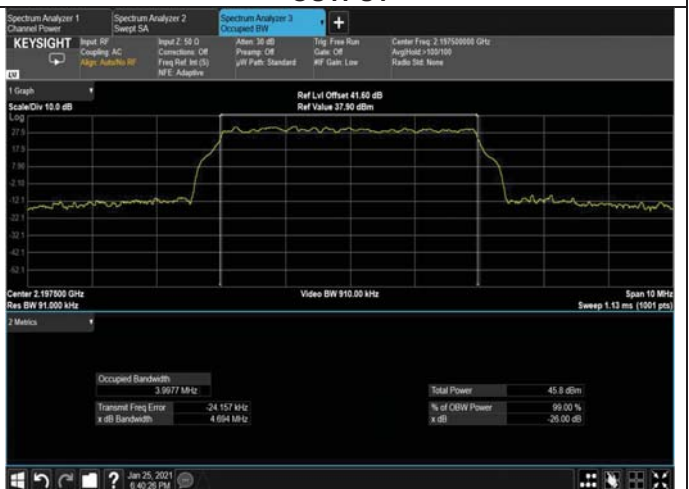 Spectrum Analyzer 1 Spectrum Analyzer 2 Spectrum Analyzer 3
Channel Power Swept SA Occupied BW +
KEYSIGHT Input: RF Input Z: 50 Ω Atten: 30 dB Trig: Free Run Center Freq: 2.197500000 GHz
Coupling: AC Corrections: Off Preamp: Off Gate: Off Avg|Hold:>100/100
Align: Auto/No RF Freq Ref: Int (S) µW Path: Standard #IF Gain: Low Radio Std: None
NFE: Adaptive
1 Graph
Ref Lvl Offset 41.60 dB
Scale/Div 10.0 dB Ref Value 37.90 dBm
Log
27.9
17.9
7.90
-2.10
-12.1
-22.1
-32.1
-42.1
-52.1
Center 2.197500 GHz Video BW 910.00 kHz Span 10 MHz
Res BW 91.000 kHz Sweep 1.13 ms (1001 pts)
2 Metrics
Occupied Bandwidth
3.9977 MHz Total Power 45.8 dBm
Transmit Freq Error -24.157 kHz % of OBW Power 99.00 %
x dB Bandwidth 4.694 MHz x dB -26.00 dB
? Jan 25, 2021
6:40:26 PM